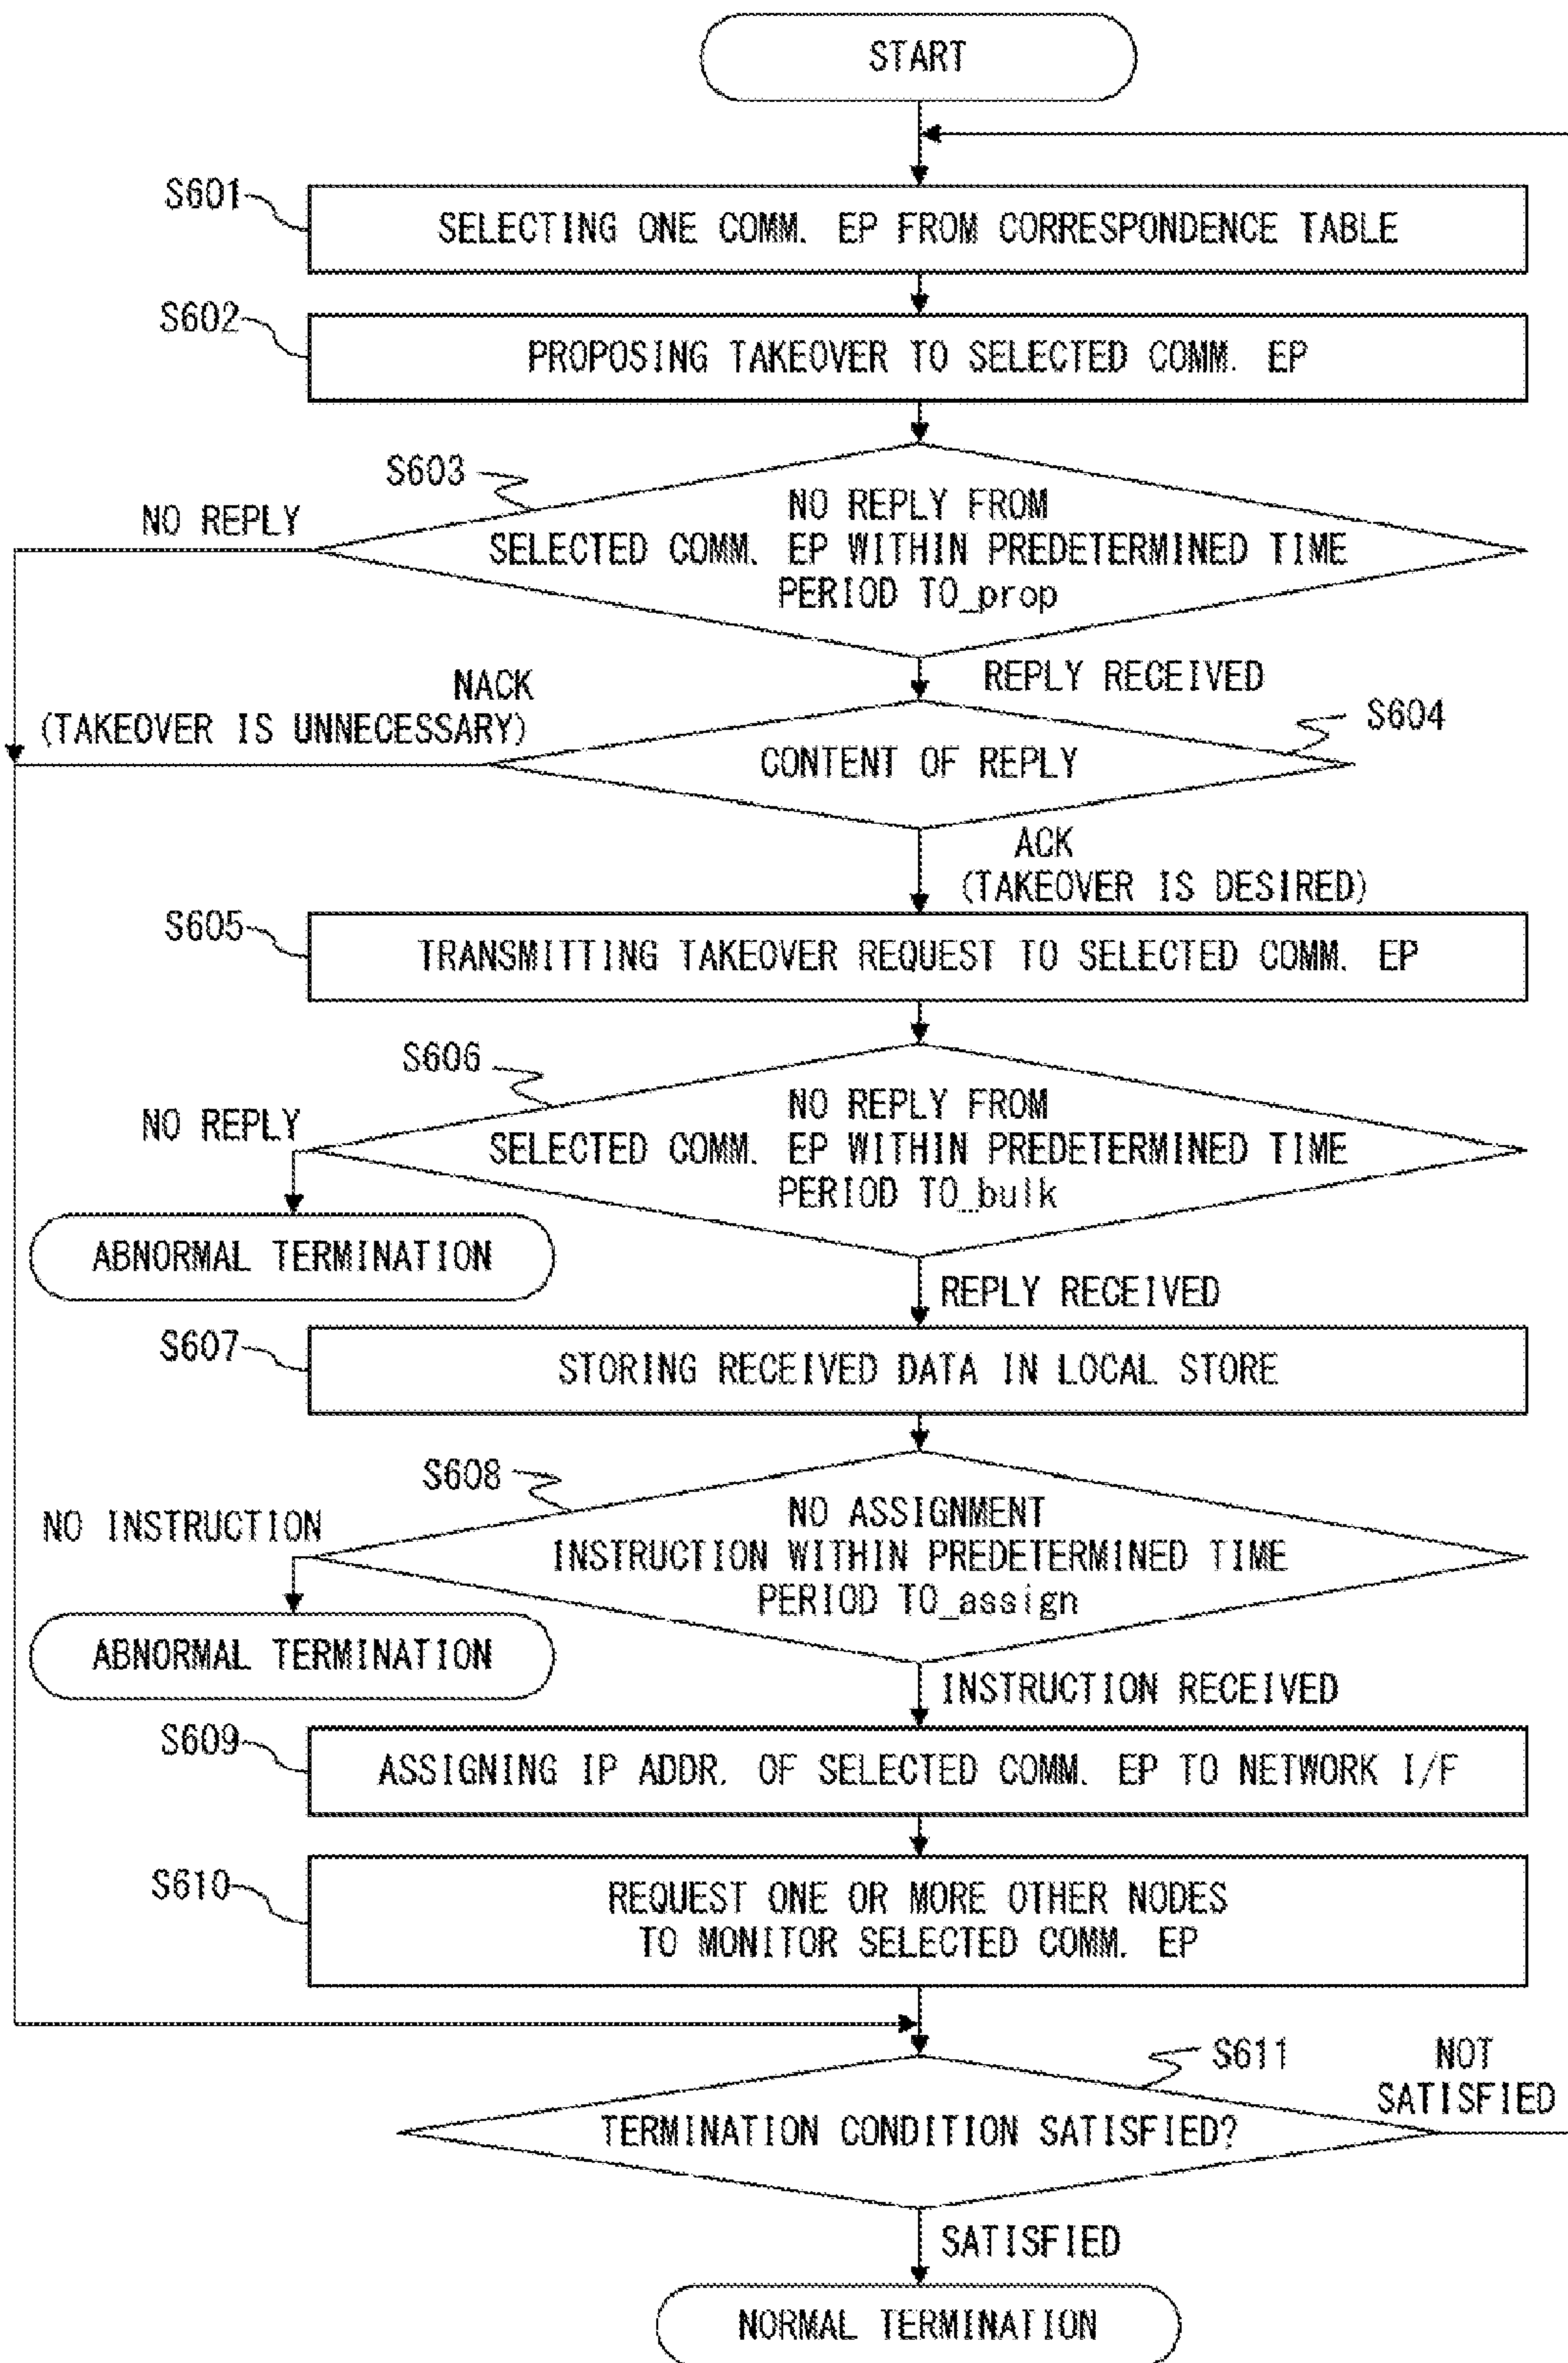 START
S601
SELECTING ONE COMM. EP FROM CORRESPONDENCE TABLE
S602
PROPOSING TAKEOVER TO SELECTED COMM. EP
S603
NO REPLY
NO REPLY FROM
SELECTED COMM. EP WITHIN PREDETERMINED TIME
PERIOD TO_prop
REPLY RECEIVED
NACK
(TAKEOVER IS UNNECESSARY)
S604
CONTENT OF REPLY
ACK
(TAKEOVER IS DESIRED)
S605
TRANSMITTING TAKEOVER REQUEST TO SELECTED COMM. EP
S606
NO REPLY
NO REPLY FROM
SELECTED COMM. EP WITHIN PREDETERMINED TIME
PERIOD TO_bulk
ABNORMAL TERMINATION
REPLY RECEIVED
S607
STORING RECEIVED DATA IN LOCAL STORE
S608
NO INSTRUCTION
NO ASSIGNMENT
INSTRUCTION WITHIN PREDETERMINED TIME
PERIOD TO_assign
ABNORMAL TERMINATION
INSTRUCTION RECEIVED
S609
ASSIGNING IP ADDR. OF SELECTED COMM. EP TO NETWORK I/F
S610
REQUEST ONE OR MORE OTHER NODES
TO MONITOR SELECTED COMM. EP
S611
NOT
SATISFIED
TERMINATION CONDITION SATISFIED?
SATISFIED
NORMAL TERMINATION